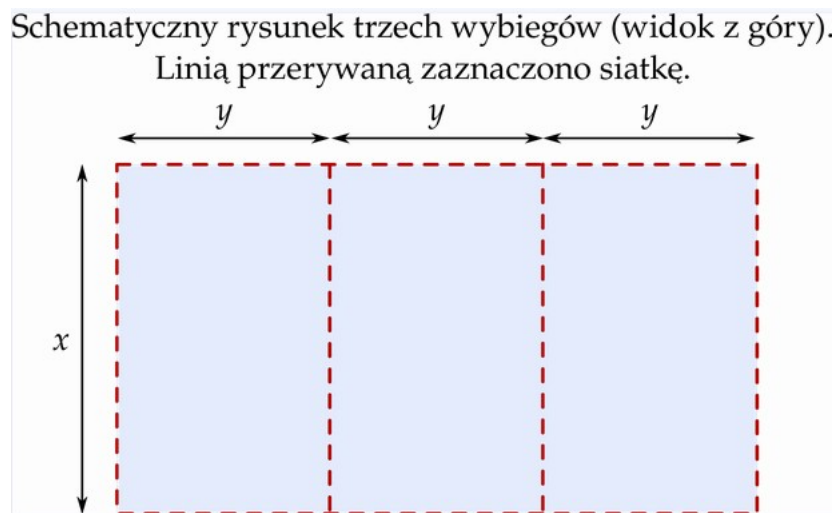 Schematyczny rysunek trzech wybiegów (widok z góry).
Linią przerywaną zaznaczono siatkę.
y y y
x